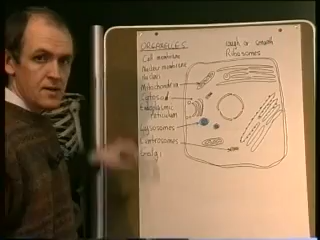 ORGANELLES
rough or smooth
Ribosomes
Cell membrane
Nuclear membrane
Nucleus
Mitochondria
Cytosol
Endoplasmic
Reticulum
Lysosomes
Centrosomes
Golgi